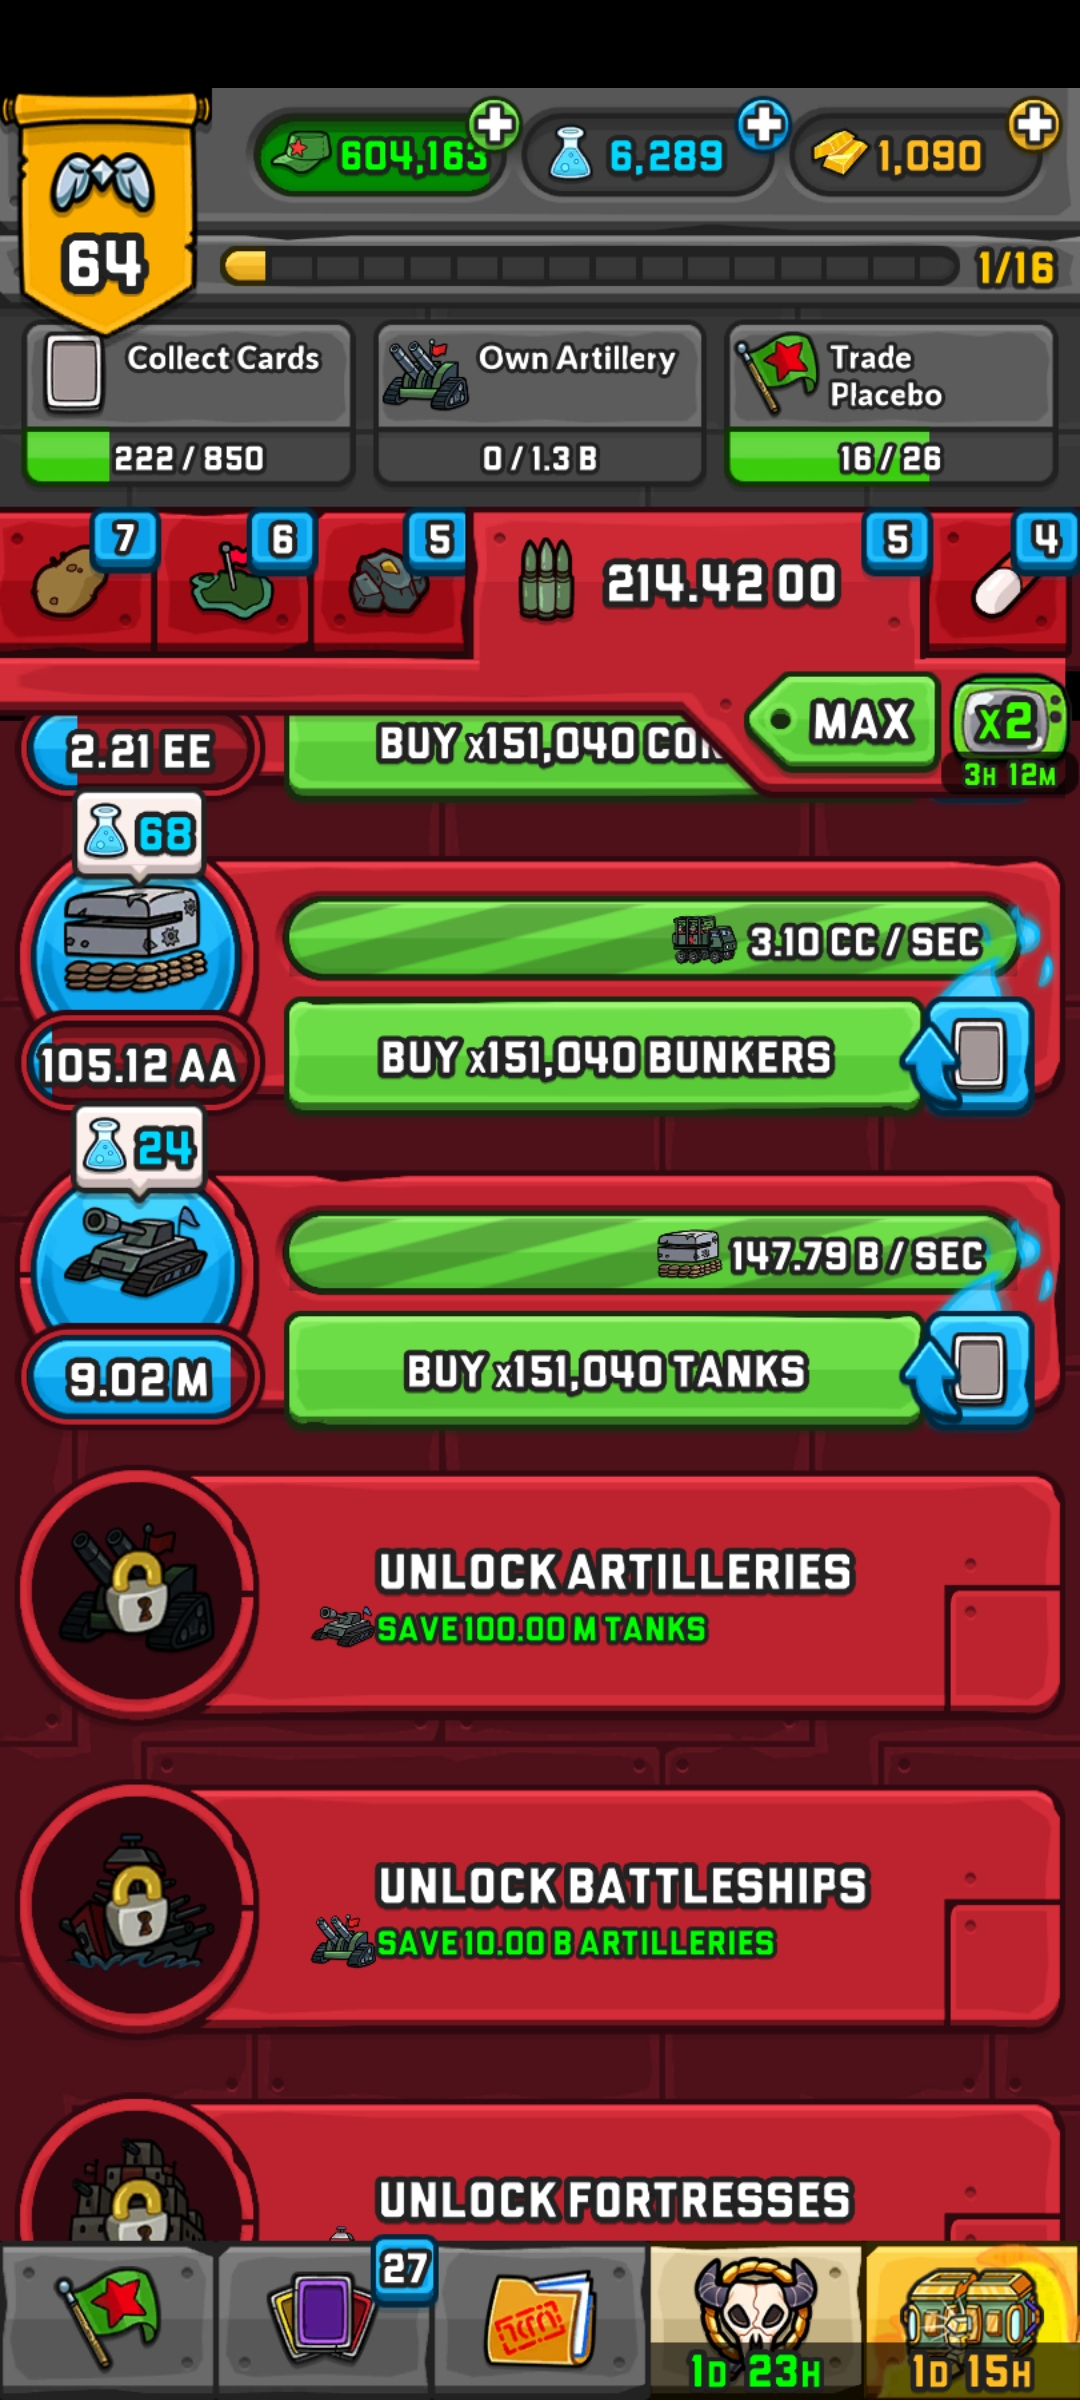 604,163
6,289
1,090
64
1/16
Collect Cards
222 / 850
Own Artillery
0 / 1.3 B
Trade
Placebo
16 / 26
7
6
5
214.42 OO
5
4
MAX
x2
3H 12M
2.21 EE
BUY x151,040
68
3.10 CC / SEC
105.12 AA
BUY x151,040 BUNKERS
24
147.79 B / SEC
9.02 M
BUY x151,040 TANKS
UNLOCK ARTILLERIES
SAVE 100.00 M TANKS
UNLOCK BATTLESHIPS
SAVE 10.00 B ARTILLERIES
UNLOCK FORTRESSES
27
1D 23H
1D 15H